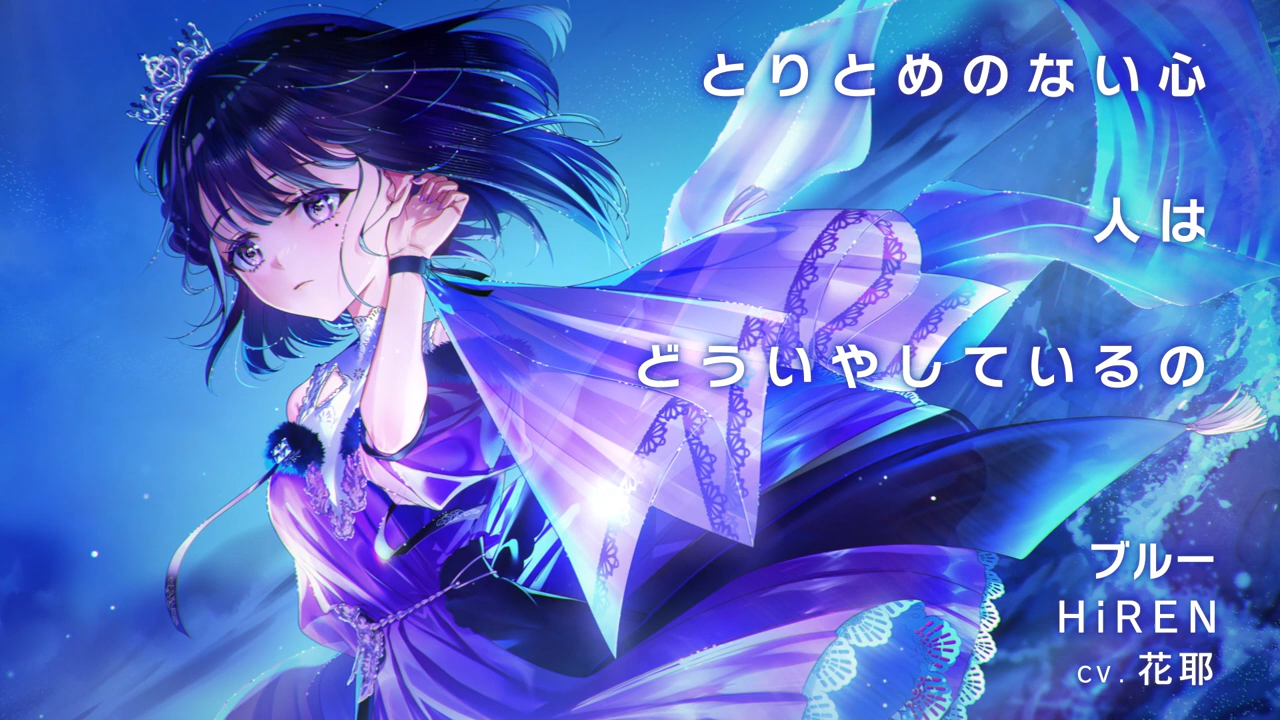 とりとめのない心
人は
どういやしているの
ブルー
HiREN
cv. 花耶